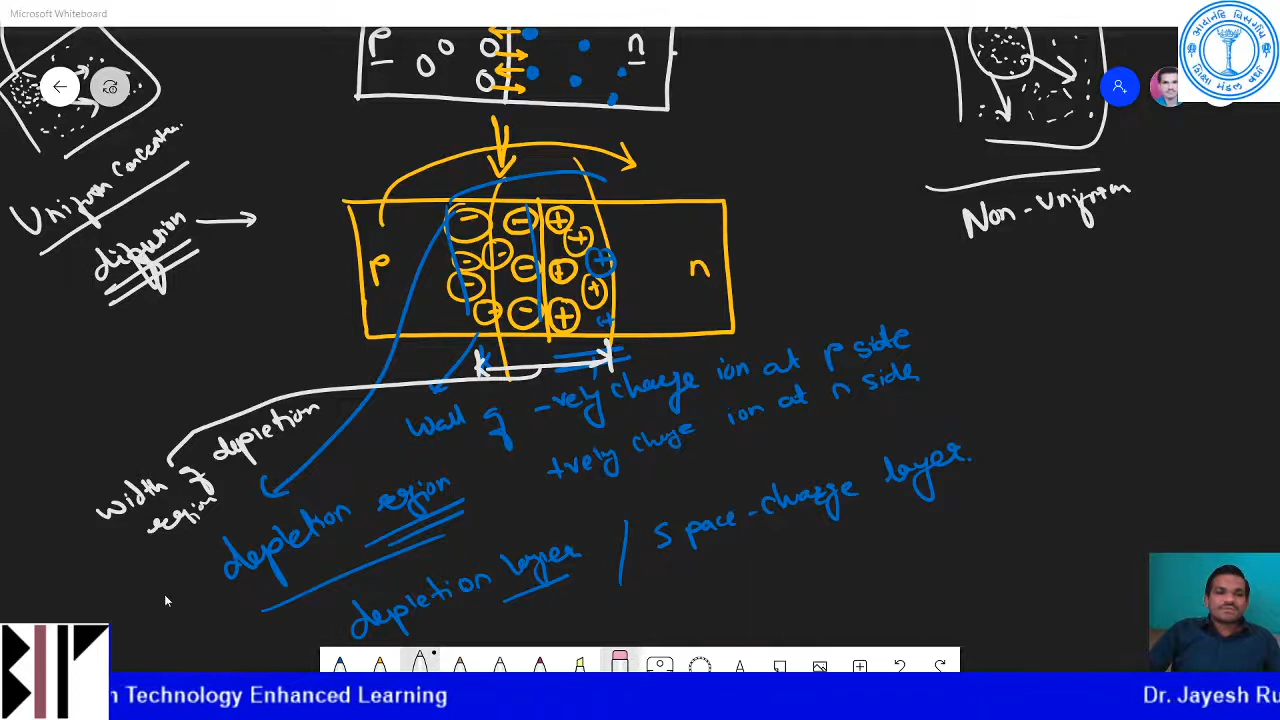 Microsoft Whiteboard
p
n
Uniform Concentra.
diffusion
Non-Uniform
p
n
Wall of -vely charge ion at p side
+vely charge ion at n side
width of depletion
region
depletion region
depletion layer / space-charge layer.
n Technology Enhanced Learning
Dr. Jayesh Ru